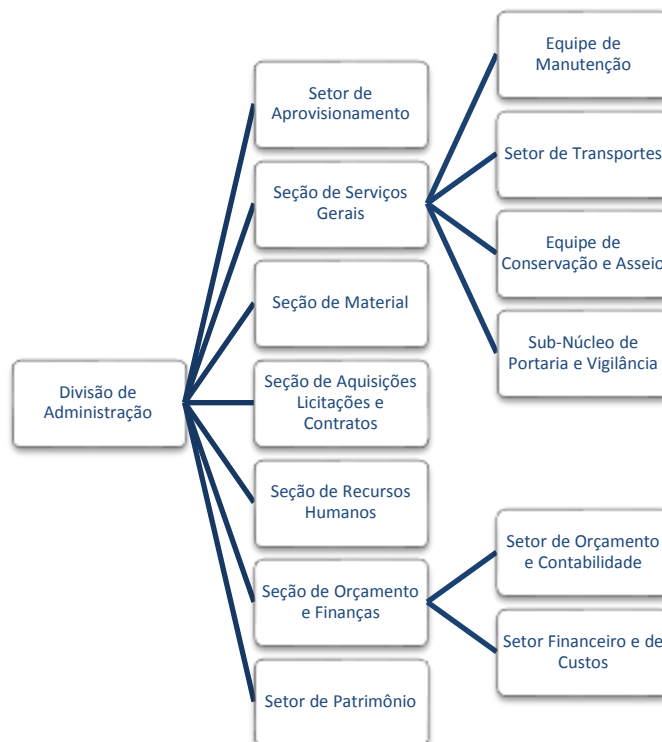 Divisão de
Administração
Setor de
Aprovisionamento
Seção de Serviços
Gerais
Equipe de
Manutenção
Setor de Transportes
Equipe de
Conservação e Asseio
Sub-Núcleo de
Portaria e Vigilância
Seção de Material
Seção de Aquisições
Licitações e
Contratos
Seção de Recursos
Humanos
Seção de Orçamento
e Finanças
Setor de Orçamento
e Contabilidade
Setor Financeiro e de
Custos
Setor de Patrimônio